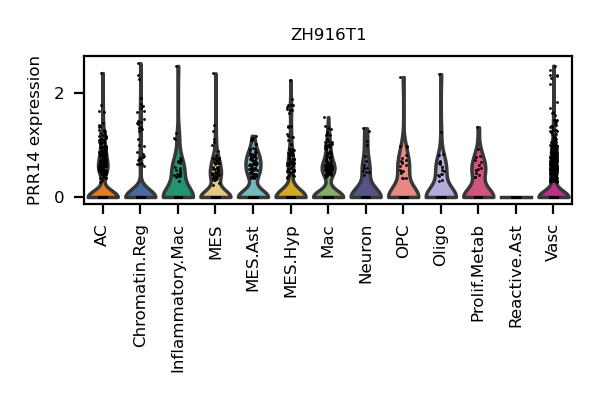 ZH916T1
PRR14 expression
2
0
AC
Chromatin.Reg
Inflammatory.Mac
MES
MES.Ast
MES.Hyp
Mac
Neuron
OPC
Oligo
Prolif.Metab
Reactive.Ast
Vasc